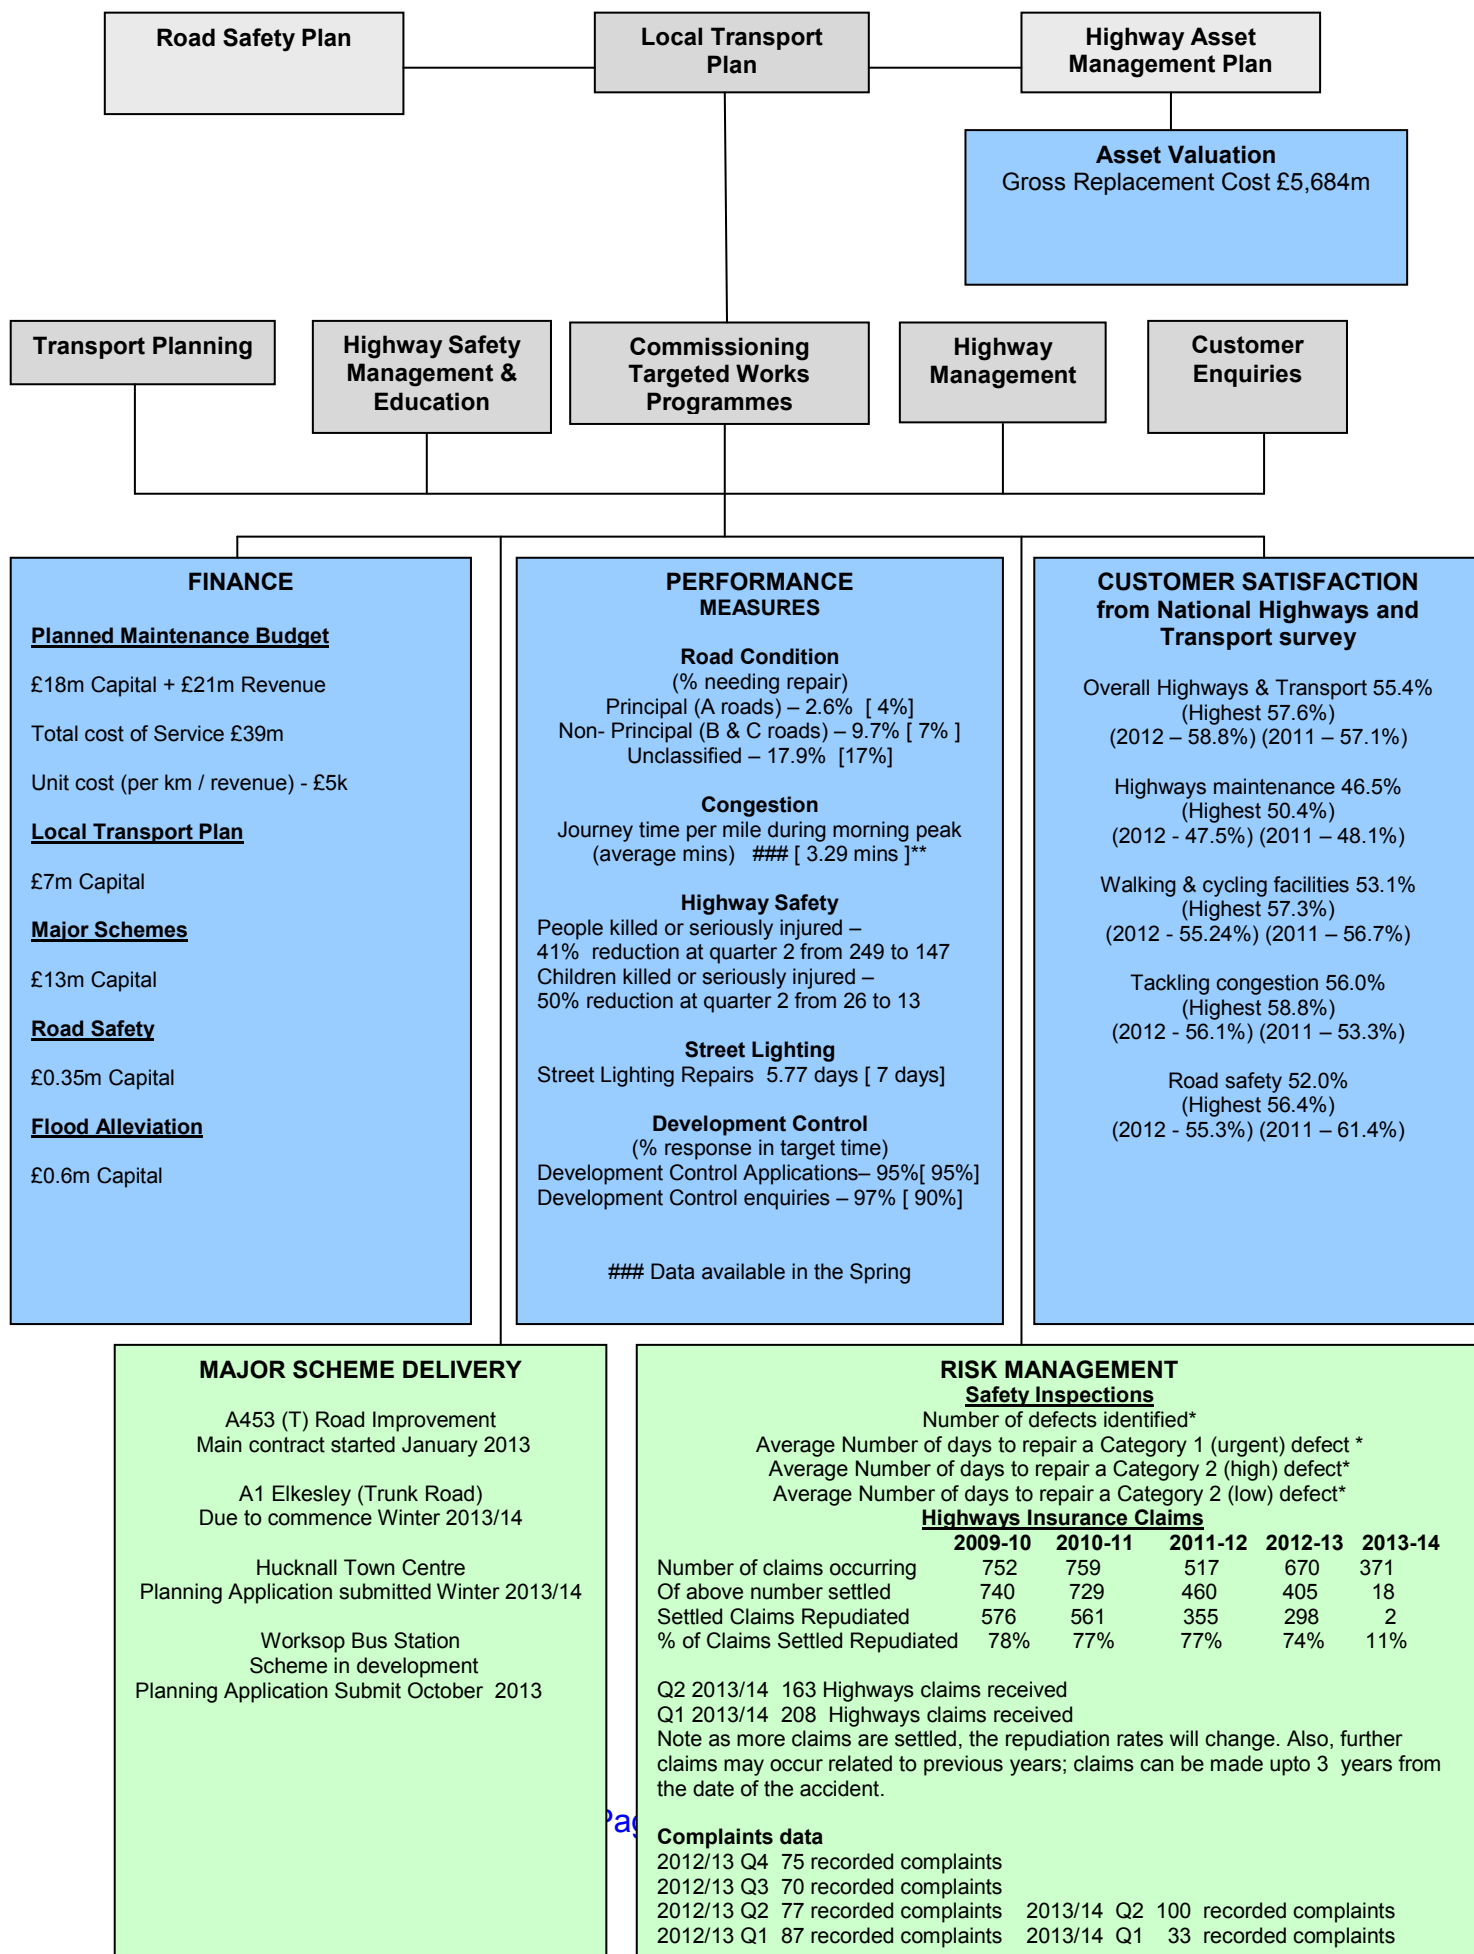 Road Safety Plan
Local Transport
Plan
Highway Asset
Management Plan
Asset Valuation
Gross Replacement Cost £5,684m
Transport Planning
Highway Safety
Management &
Education
Commissioning
Targeted Works
Programmes
Highway
Management
Customer
Enquiries
FINANCE
Planned Maintenance Budget
£18m Capital + £21m Revenue
Total cost of Service £39m
Unit cost (per km / revenue) - £5k
Local Transport Plan
£7m Capital
Major Schemes
£13m Capital
Road Safety
£0.35m Capital
Flood Alleviation
£0.6m Capital
PERFORMANCE
MEASURES
Road Condition
(% needing repair)
Principal (A roads) – 2.6% [ 4%]
Non- Principal (B & C roads) – 9.7% [ 7% ]
Unclassified – 17.9% [17%]
Congestion
Journey time per mile during morning peak
(average mins) ### [ 3.29 mins ]**
Highway Safety
People killed or seriously injured –
41% reduction at quarter 2 from 249 to 147
Children killed or seriously injured –
50% reduction at quarter 2 from 26 to 13
Street Lighting
Street Lighting Repairs 5.77 days [ 7 days]
Development Control
(% response in target time)
Development Control Applications– 95%[ 95%]
Development Control enquiries – 97% [ 90%]
### Data available in the Spring
CUSTOMER SATISFACTION
from National Highways and
Transport survey
Overall Highways & Transport 55.4%
(Highest 57.6%)
(2012 – 58.8%) (2011 – 57.1%)
Highways maintenance 46.5%
(Highest 50.4%)
(2012 - 47.5%) (2011 – 48.1%)
Walking & cycling facilities 53.1%
(Highest 57.3%)
(2012 - 55.24%) (2011 – 56.7%)
Tackling congestion 56.0%
(Highest 58.8%)
(2012 - 56.1%) (2011 – 53.3%)
Road safety 52.0%
(Highest 56.4%)
(2012 - 55.3%) (2011 – 61.4%)
MAJOR SCHEME DELIVERY
A453 (T) Road Improvement
Main contract started January 2013
A1 Elkesley (Trunk Road)
Due to commence Winter 2013/14
Hucknall Town Centre
Planning Application submitted Winter 2013/14
Worksop Bus Station
Scheme in development
Planning Application Submit October 2013
RISK MANAGEMENT
Safety Inspections
Number of defects identified*
Average Number of days to repair a Category 1 (urgent) defect *
Average Number of days to repair a Category 2 (high) defect*
Average Number of days to repair a Category 2 (low) defect*
Highways Insurance Claims
2009-10 2010-11 2011-12 2012-13 2013-14
Number of claims occurring 752 759 517 670 371
Of above number settled 740 729 460 405 18
Settled Claims Repudiated 576 561 355 298 2
% of Claims Settled Repudiated 78% 77% 77% 74% 11%
Q2 2013/14 163 Highways claims received
Q1 2013/14 208 Highways claims received
Note as more claims are settled, the repudiation rates will change. Also, further
claims may occur related to previous years; claims can be made upto 3 years from
the date of the accident.
Complaints data
2012/13 Q4 75 recorded complaints
2012/13 Q3 70 recorded complaints
2012/13 Q2 77 recorded complaints 2013/14 Q2 100 recorded complaints
2012/13 Q1 87 recorded complaints 2013/14 Q1 33 recorded complaints